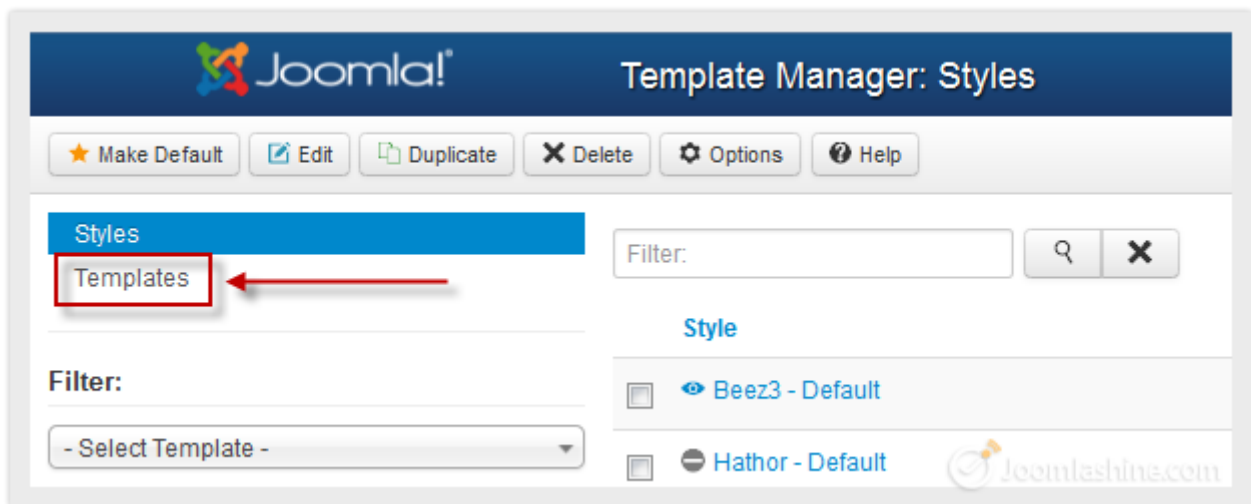 Joomla!
Template Manager: Styles
Make Default Edit Duplicate Delete Options Help
Styles
Templates
Filter:
- Select Template -
Filter:
Style
Beez3 - Default
Hathor - Default
Joomlashine.com